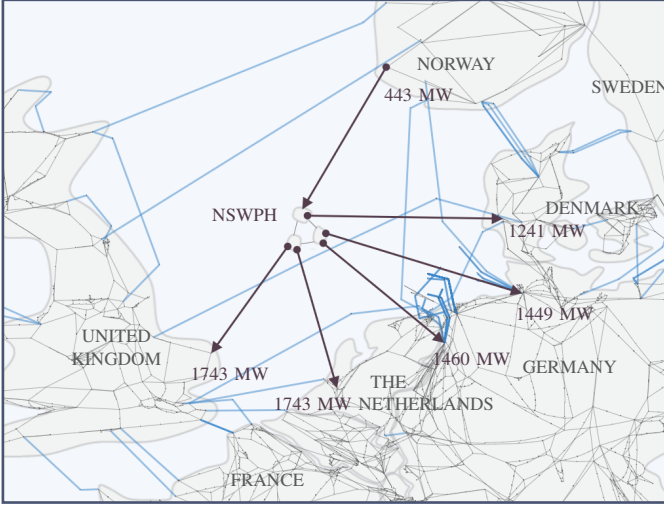 NORWAY
443 MW
SWEDEN
NSWPH
DENMARK
1241 MW
1449 MW
UNITED
KINGDOM
1460 MW
GERMANY
1743 MW
THE
NETHERLANDS
1743 MW
FRANCE